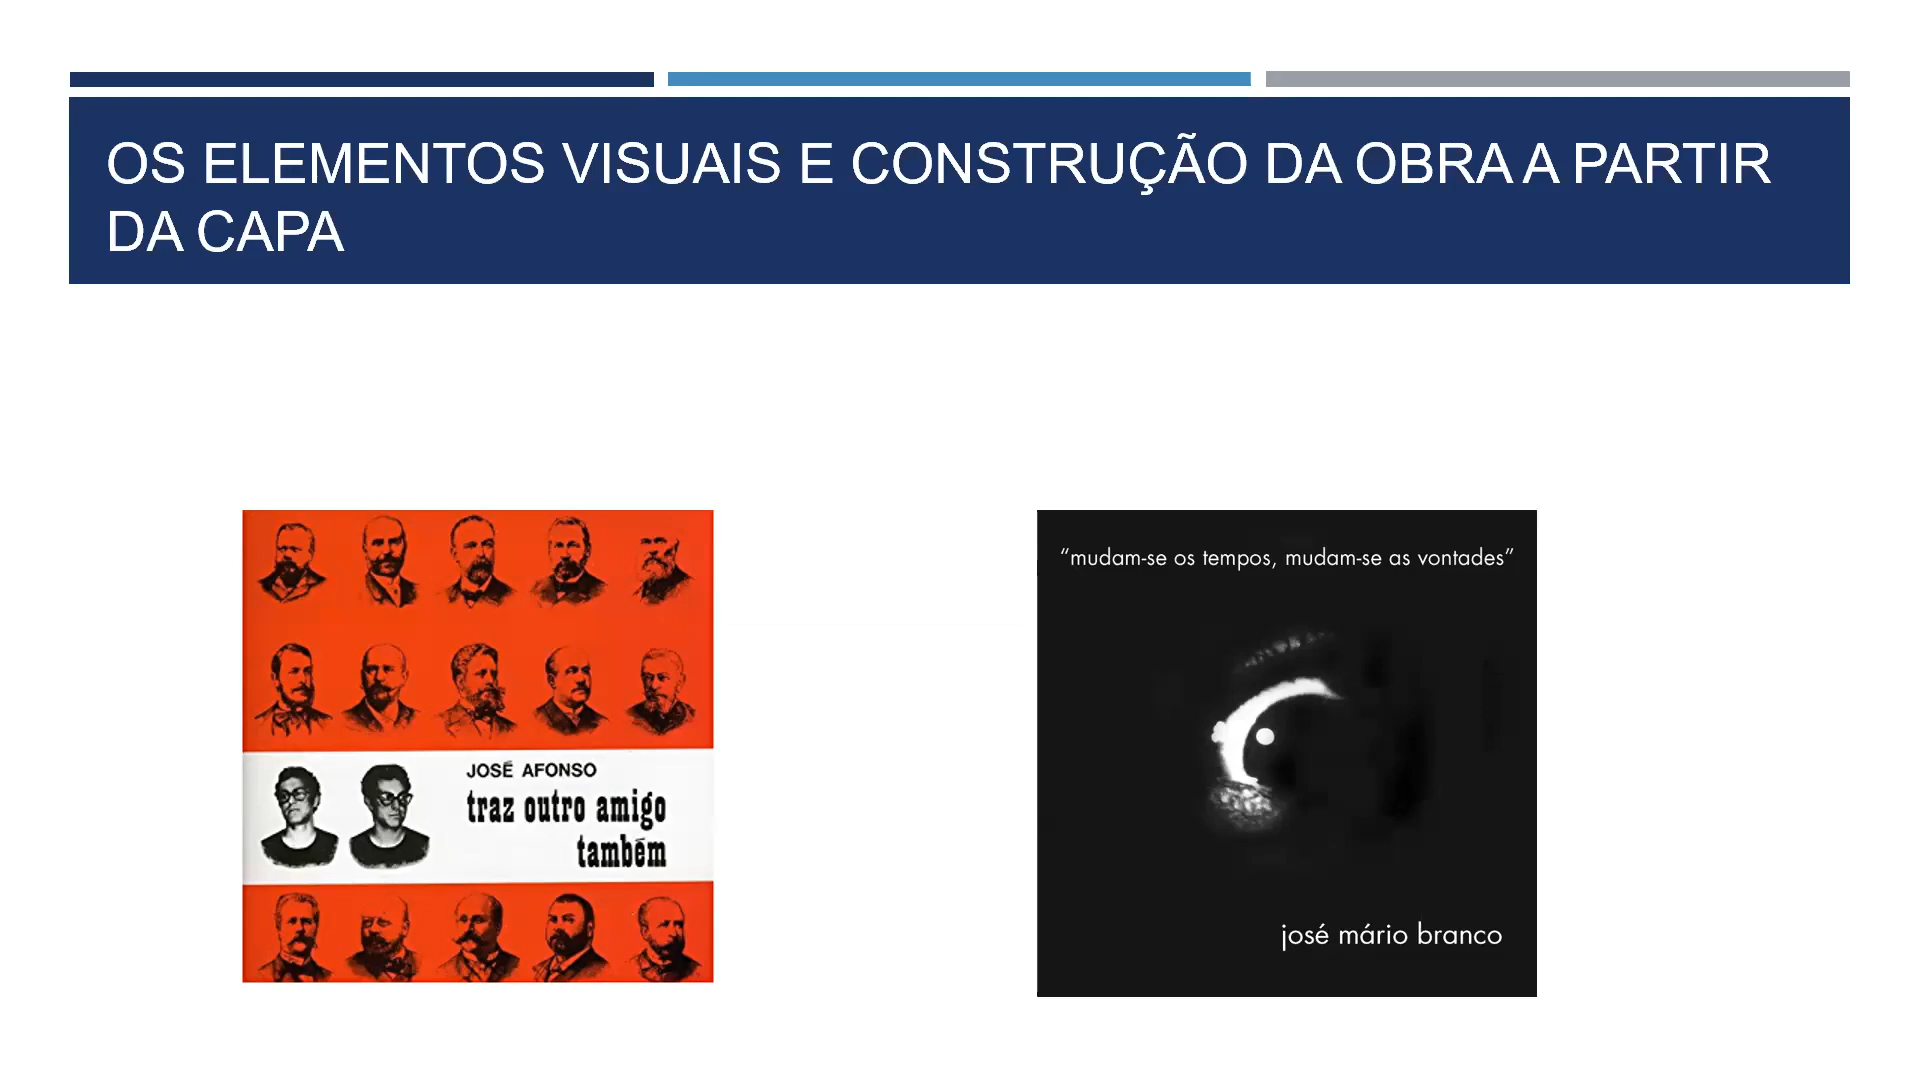 OS ELEMENTOS VISUAIS E CONSTRUÇÃO DA OBRA A PARTIR
DA CAPA
JOSÉ AFONSO
traz outro amigo
também
“mudam-se os tempos, mudam-se as vontades”
josé mário branco